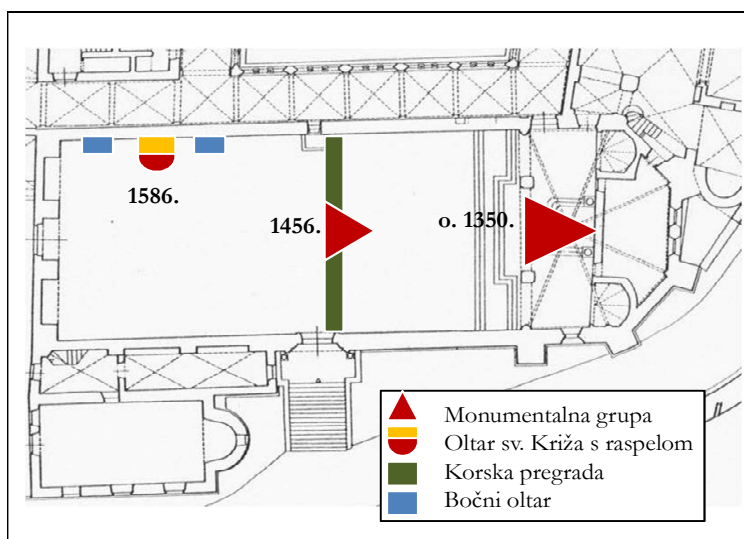 o. 1350.
1456.
1586.
Monumentalna grupa
Oltar sv. Križa s raspelom
Korska pregrada
Bočni oltar